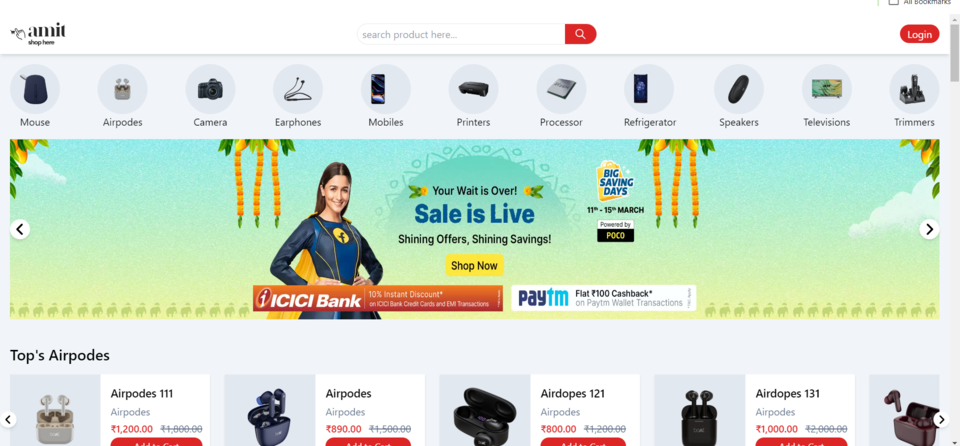 All Bookmarks
amit
shop here
search product here...
Login
Mouse
Airpodes
Camera
Earphones
Mobiles
Printers
Processor
Refrigerator
Speakers
Televisions
Trimmers
Your Wait is Over!
Sale is Live
Shining Offers, Shining Savings!
Shop Now
BIG
SAVING
DAYS
11th - 15th MARCH
Powered by
POCO
ICICI Bank
10% Instant Discount*
on ICICI Bank Credit Cards and EMI Transactions
paytm
Flat ₹100 Cashback*
on Paytm Wallet Transactions
Top's Airpodes
Airpodes 111
Airpodes
₹1,200.00 ₹1,800.00
Add to Cart
Airpodes
Airpodes
₹890.00 ₹1,500.00
Add to Cart
Airdopes 121
Airpodes
₹800.00 ₹1,200.00
Add to Cart
Airdopes 131
Airpodes
₹1,000.00 ₹2,000.00
Add to Cart